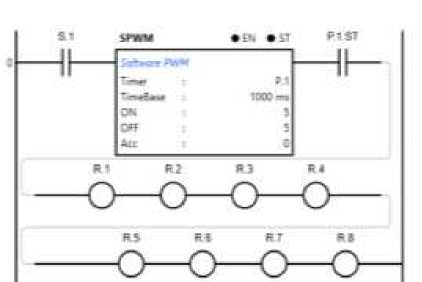 S.1 SPWM EN ST P.1.ST
0
Software PWM
Timer : P.1
TimeBase : 1000 ms
ON : 5
OFF : 5
Acc : 0
R.1 R.2 R.3 R.4
R.5 R.6 R.7 R.8